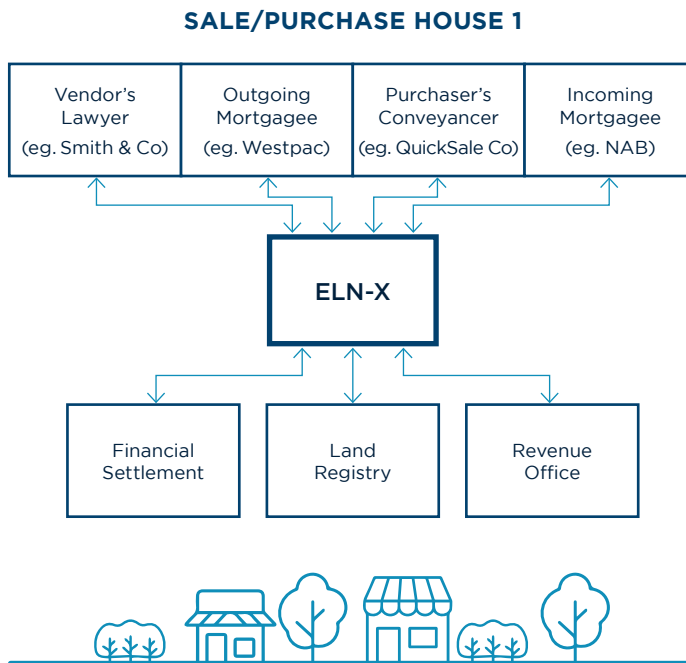 SALE/PURCHASE HOUSE 1
Vendor's
Lawyer
(eg. Smith & Co)
Outgoing
Mortgagee
(eg. Westpac)
Purchaser's
Conveyancer
(eg. QuickSale Co)
Incoming
Mortgagee
(eg. NAB)
ELN-X
Financial
Settlement
Land
Registry
Revenue
Office